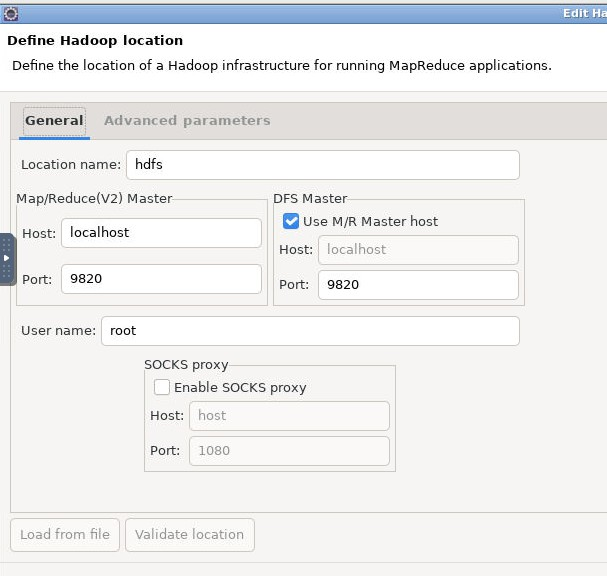 Edit Ha
Define Hadoop location
Define the location of a Hadoop infrastructure for running MapReduce applications.
General Advanced parameters
Location name: hdfs
Map/Reduce(V2) Master
Host: localhost
Port: 9820
DFS Master
Use M/R Master host
Host: localhost
Port: 9820
User name: root
SOCKS proxy
Enable SOCKS proxy
Host: host
Port: 1080
Load from file Validate location